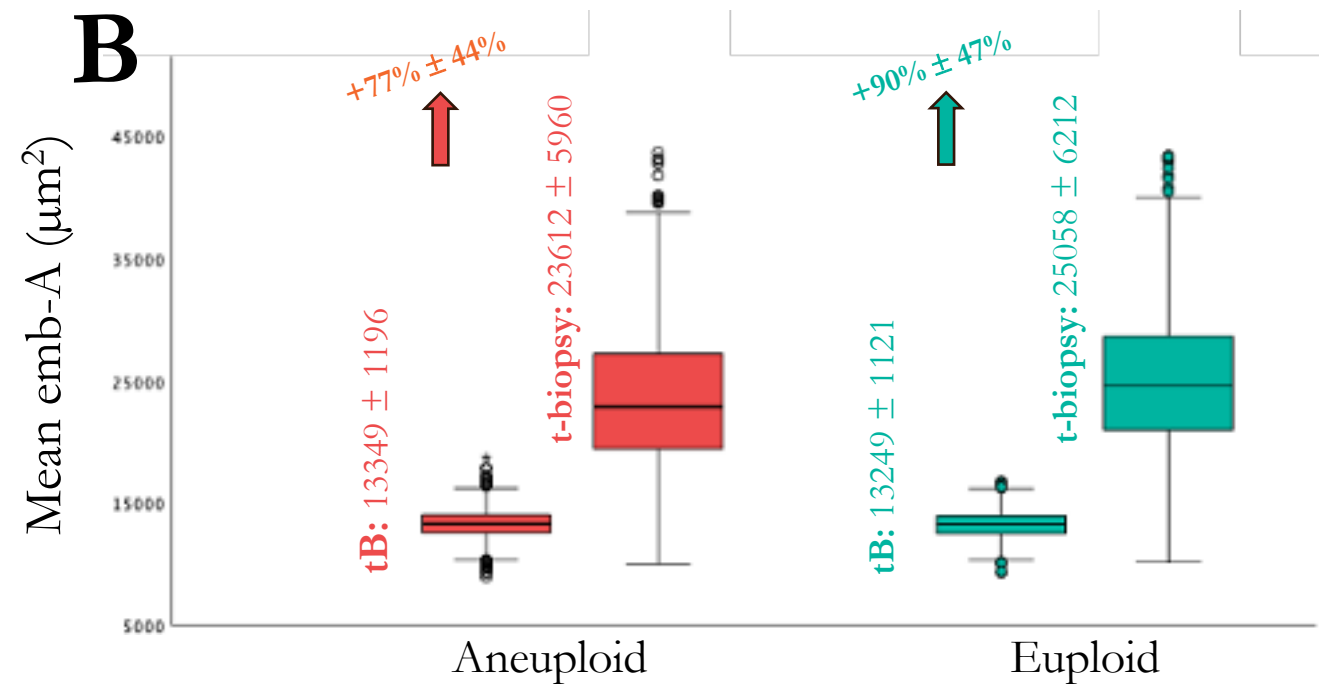 B
+77% ± 44%
+90% ± 47%
Mean emb-A (μm²)
45000
35000
25000
15000
5000
tB: 13349 ± 1196
t-biopsy: 23612 ± 5960
tB: 13249 ± 1121
t-biopsy: 25058 ± 6212
Aneuploid
Euploid